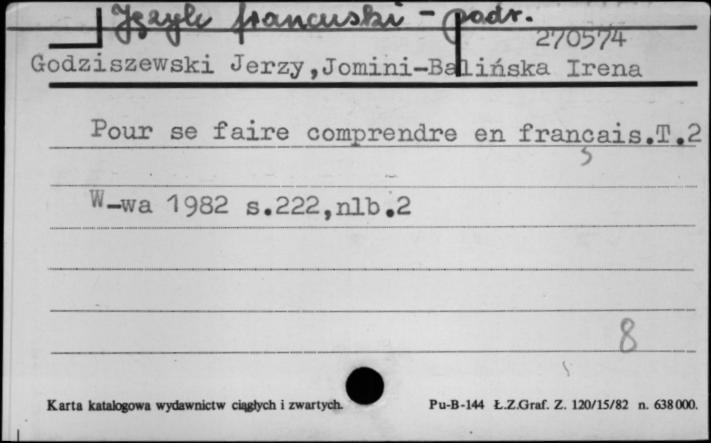 Język francuski - podr.
270574
Godziszewski Jerzy,Jomini-Balińska Irena
Pour se faire comprendre en français.T.2
W-wa 1982 s.222,nlb.2
8
Karta katalogowa wydawnictw ciągłych i zwartych.
Pu-B-144 Ł.Z.Graf. Z. 120/15/82 n. 638000.